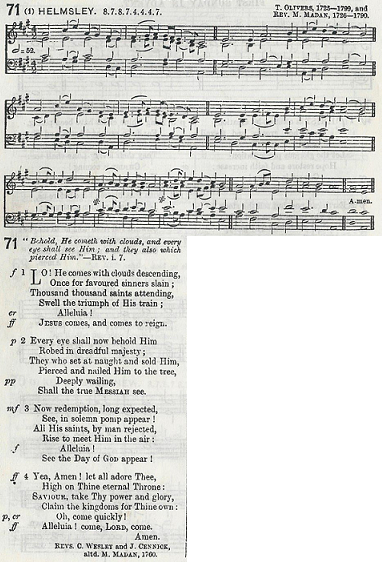 71 (1) HELMSLEY. 8.7.8.7.4.4.4.7.
T. OLIVERS, 1725—1799, and
REV. M. MADAN, 1726—1790.
= 52.
A-men.
71 "Behold, He cometh with clouds, and every
eye shall see Him; and they also which
pierced Him."—REV. i. 7.
f 1 LO! He comes with clouds descending,
Once for favoured sinners slain;
Thousand thousand saints attending,
Swell the triumph of His train;
cr Alleluia!
ff JESUS comes, and comes to reign.
p 2 Every eye shall now behold Him
Robed in dreadful majesty;
They who set at naught and sold Him,
Pierced and nailed Him to the tree,
pp Deeply wailing,
Shall the true MESSIAH see.
mf 3 Now redemption, long expected,
See, in solemn pomp appear!
All His saints, by man rejected,
Rise to meet Him in the air:
f Alleluia!
See the Day of GOD appear!
ff 4 Yea, Amen! let all adore Thee,
High on Thine eternal Throne:
SAVIOUR, take Thy power and glory,
Claim the kingdoms for Thine own:
p, cr Oh, come quickly!
ff Alleluia! come, LORD, come.
Amen.
REVS. C. WESLEY and J. CENNICK,
altd. M. MADAN, 1760.